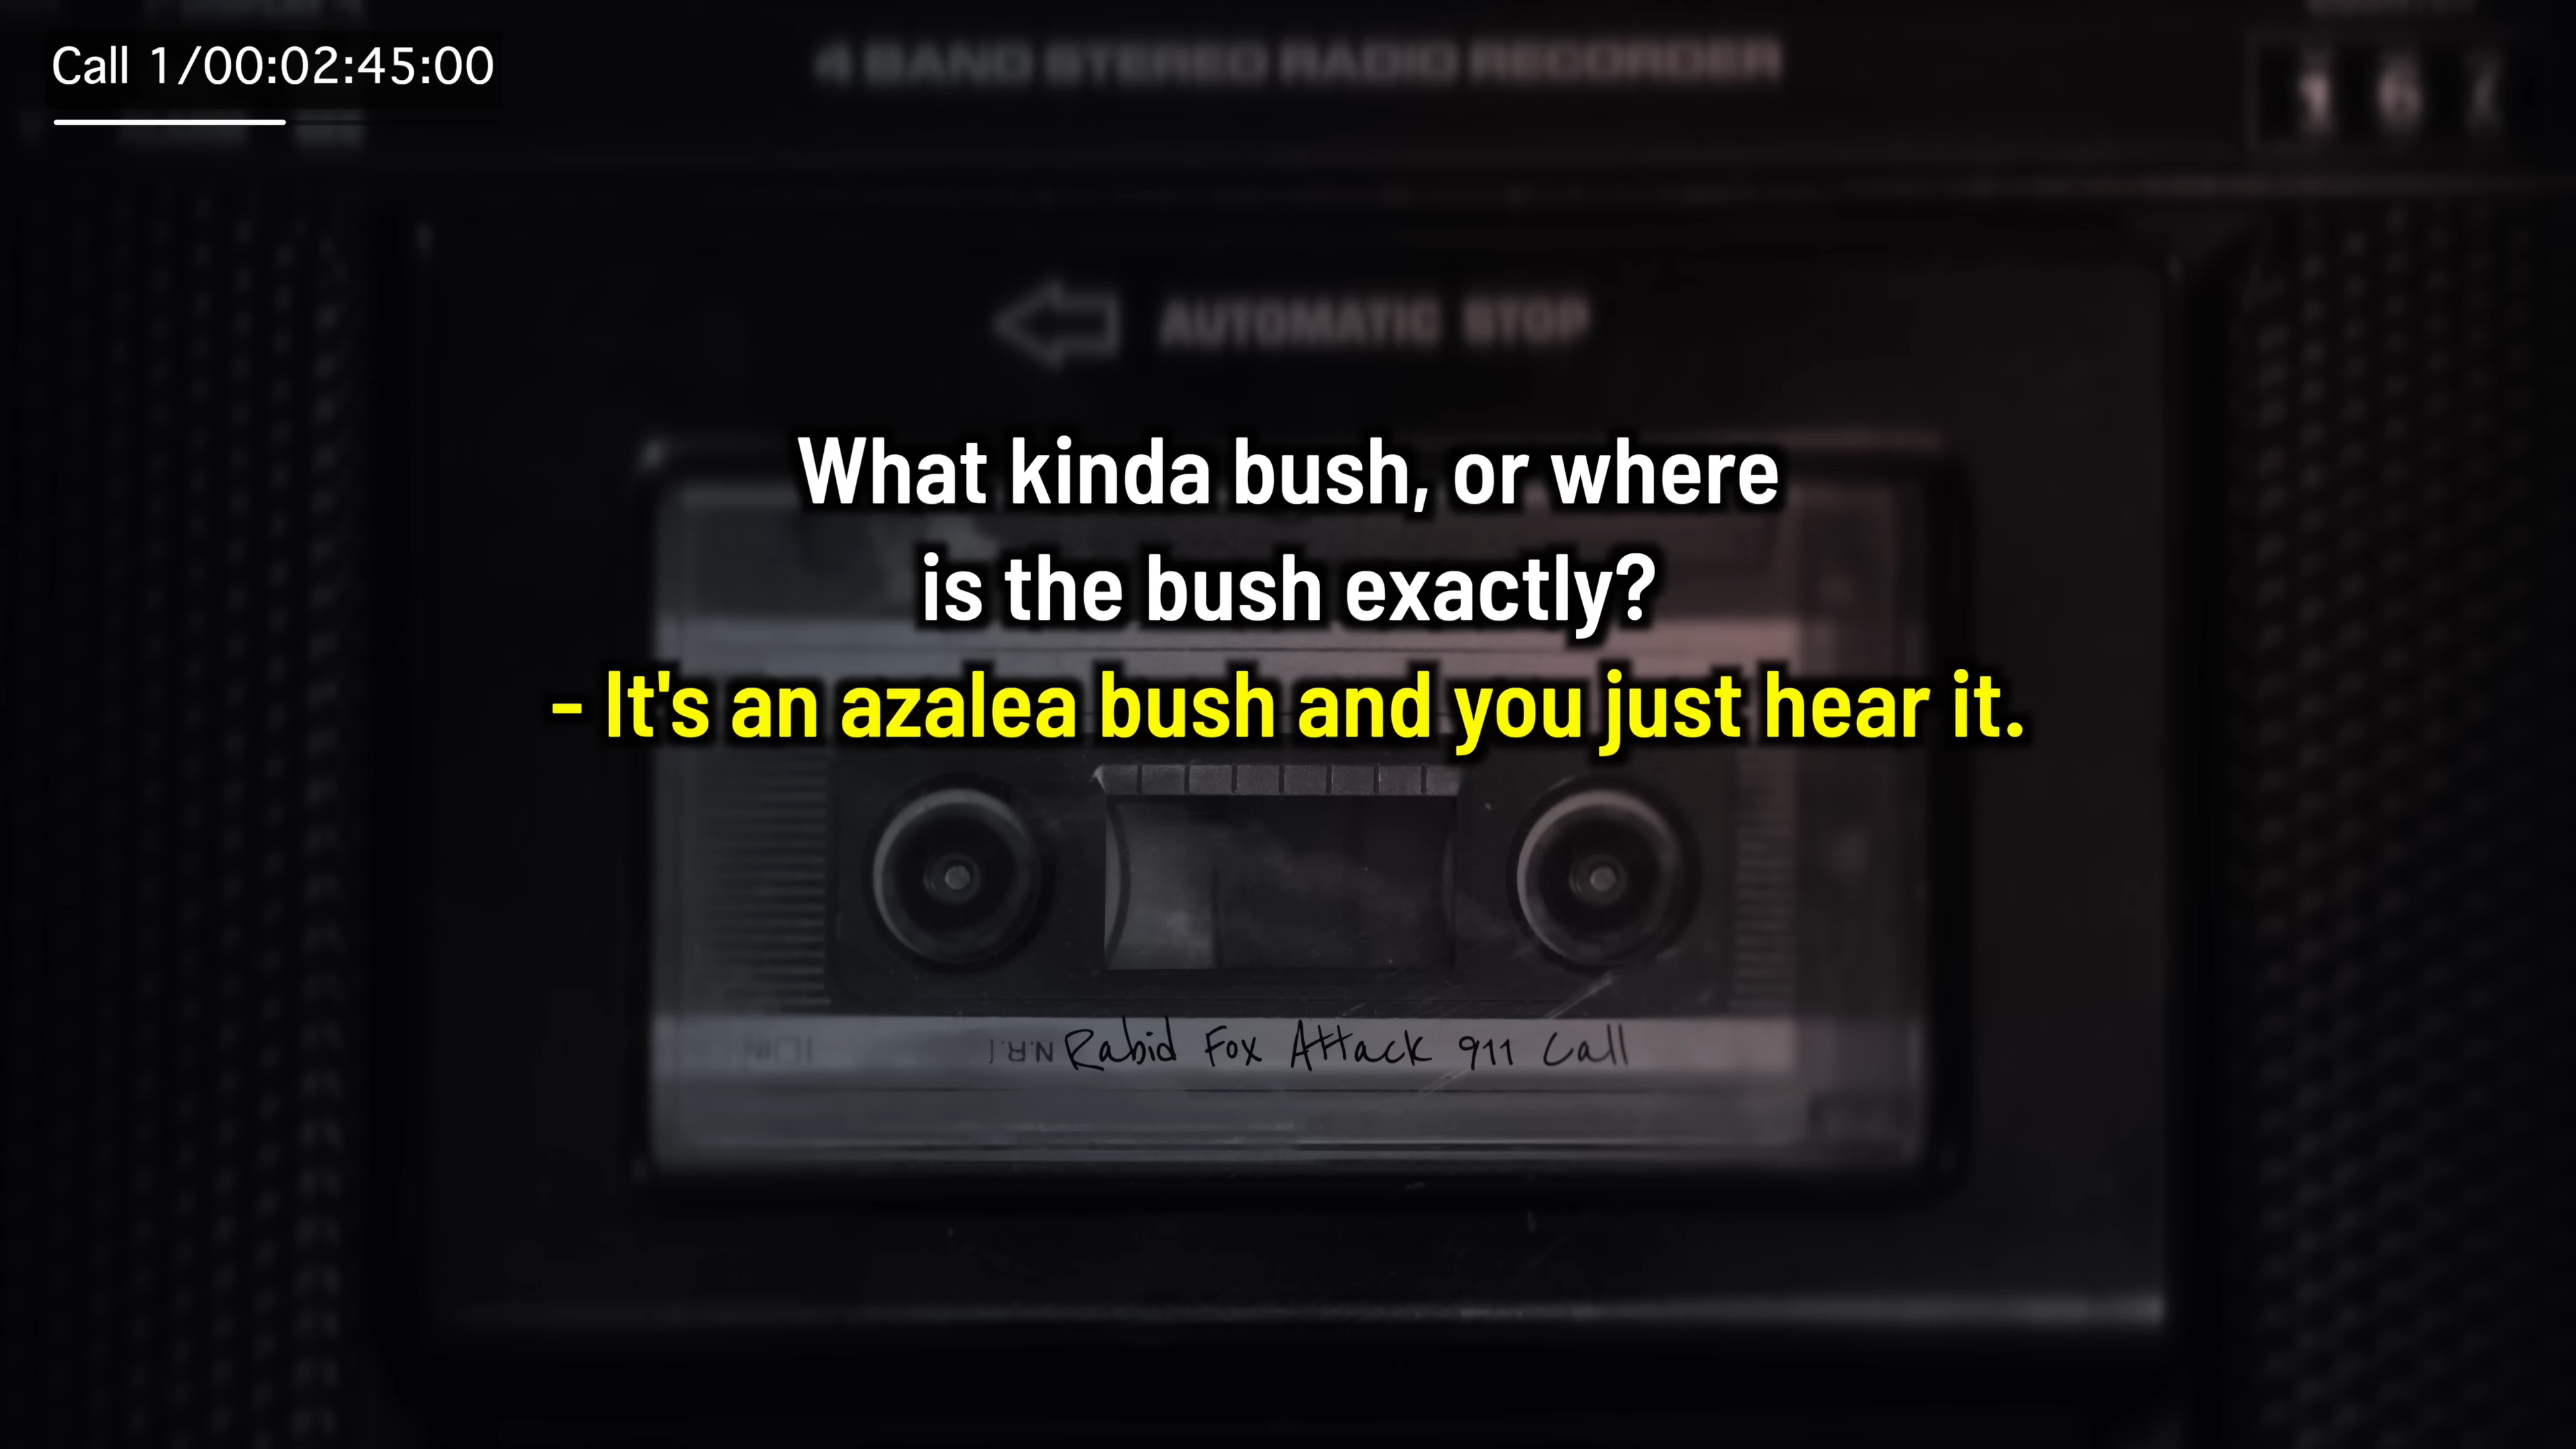 Call 1/00:02:45:00
4 BAND STEREO RADIO RECORDER
AUTOMATIC STOP
What kinda bush, or where
is the bush exactly?
- It's an azalea bush and you just hear it.
Rabid Fox Attack 911 Call